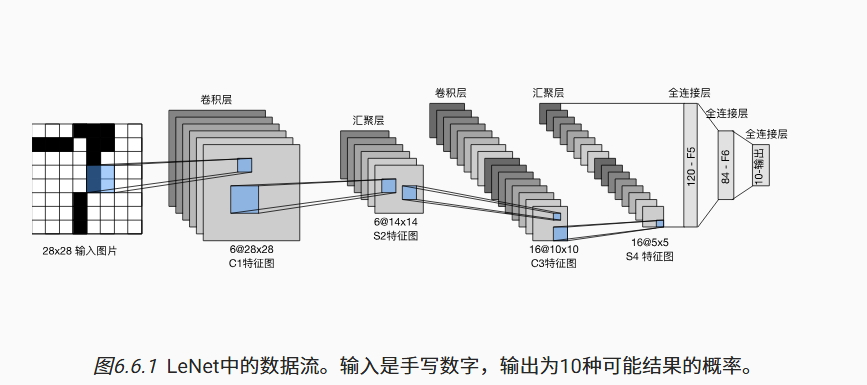 卷积层
汇聚层
卷积层
汇聚层
全连接层
全连接层
全连接层
120 - F5
84 - F6
10-输出
28x28 输入图片
6@28x28
C1特征图
6@14x14
S2特征图
16@10x10
C3特征图
16@5x5
S4 特征图
图6.6.1 LeNet中的数据流。输入是手写数字，输出为10种可能结果的概率。